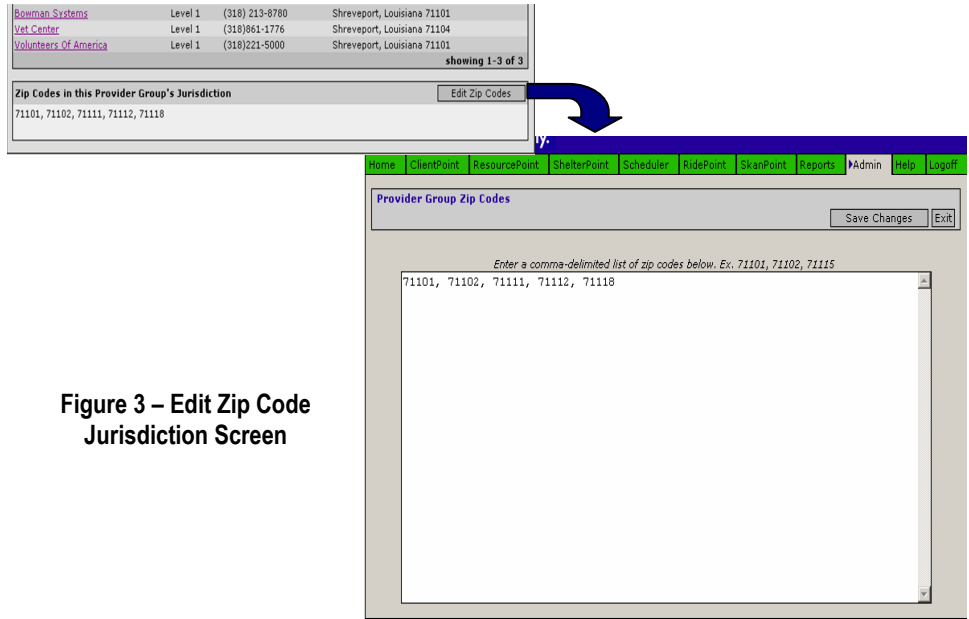 Bowman Systems Level 1 (318) 213-8780 Shreveport, Louisiana 71101
Vet Center Level 1 (318)861-1776 Shreveport, Louisiana 71104
Volunteers Of America Level 1 (318)221-5000 Shreveport, Louisiana 71101
showing 1-3 of 3
Zip Codes in this Provider Group's Jurisdiction Edit Zip Codes
71101, 71102, 71111, 71112, 71118
Home ClientPoint ResourcePoint ShelterPoint Scheduler RidePoint SkanPoint Reports Admin Help Logoff
Provider Group Zip Codes
Save Changes Exit
Enter a comma-delimited list of zip codes below. Ex. 71101, 71102, 71115
71101, 71102, 71111, 71112, 71118
Figure 3 – Edit Zip Code
Jurisdiction Screen